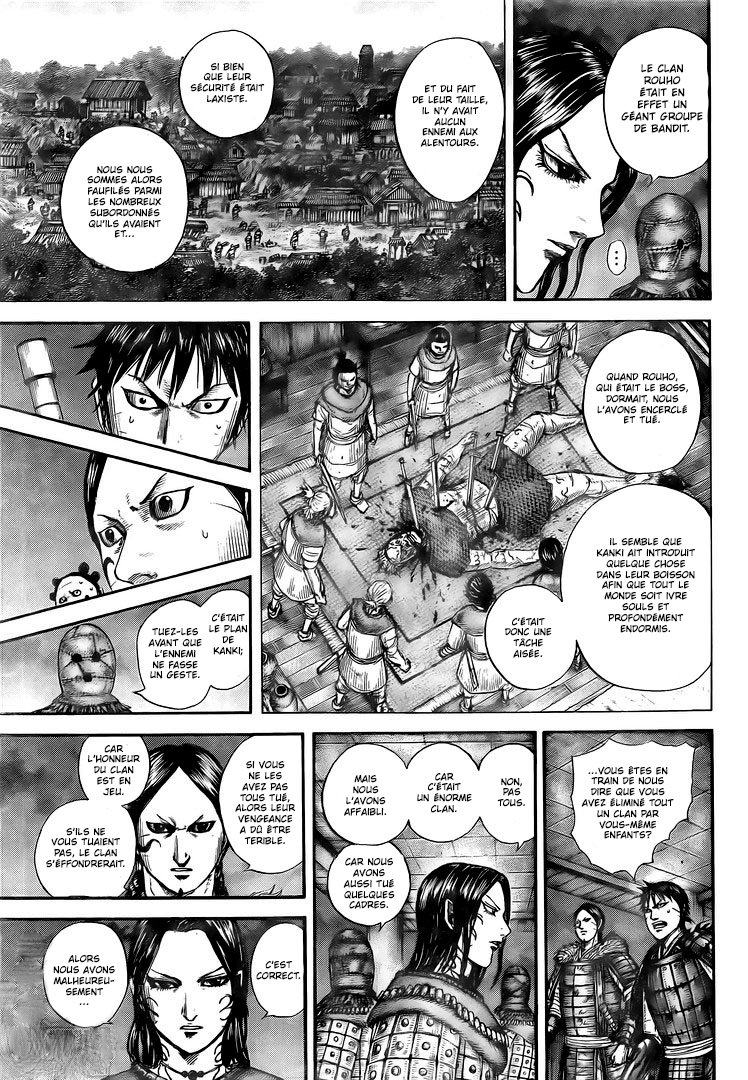 LE CLAN
ROUHO
ÉTAIT EN
EFFET UN
GÉANT GROUPE
DE BANDIT.
...
ET DU FAIT
DE LEUR TAILLE,
IL N'Y AVAIT
AUCUN
ENNEMI AUX
ALENTOURS.
SI BIEN
QUE LEUR
SÉCURITÉ ÉTAIT
LAXISTE.
NOUS NOUS
SOMMES ALORS
FAUFILÉS PARMI
LES NOMBREUX
SUBORDONNÉS
QU'ILS AVAIENT
ET...
QUAND ROUHO,
QUI ÉTAIT LE BOSS,
DORMAIT, NOUS
L'AVONS ENCERCLÉ
ET TUÉ.
IL SEMBLE QUE
KANKI AIT INTRODUIT
QUELQUE CHOSE
DANS LEUR BOISSON
AFIN QUE TOUT LE
MONDE SOIT IVRE
SOULS ET
PROFONDÉMENT
ENDORMIS.
C'ÉTAIT
DONC UNE
TÂCHE
AISÉE.
C'ÉTAIT
LE PLAN
DE
KANKI;
TUEZ-LES
AVANT QUE
L'ENNEMI
NE FASSE
UN GESTE.
...VOUS ÊTES EN
TRAIN DE NOUS
DIRE QUE VOUS
AVEZ ÉLIMINÉ TOUT
UN CLAN PAR
VOUS-MÊME
ENFANTS?
NON,
PAS
TOUS.
CAR
C'ÉTAIT
UN ÉNORME
CLAN.
MAIS
NOUS
L'AVONS
AFFAIBLI.
CAR NOUS
AVONS
AUSSI TUÉ
QUELQUES
CADRES.
SI VOUS
NE LES
AVEZ PAS
TOUS TUÉ,
ALORS LEUR
VENGEANCE
A DÛ ÊTRE
TERIBLE.
CAR
L'HONNEUR
DU CLAN
EST EN
JEU.
S'ILS NE
VOUS TUAIENT
PAS, LE CLAN
S'ÉFFONDRERAIT.
C'EST
CORRECT.
ALORS
NOUS AVONS
MALHEUREU-
SEMENT
...